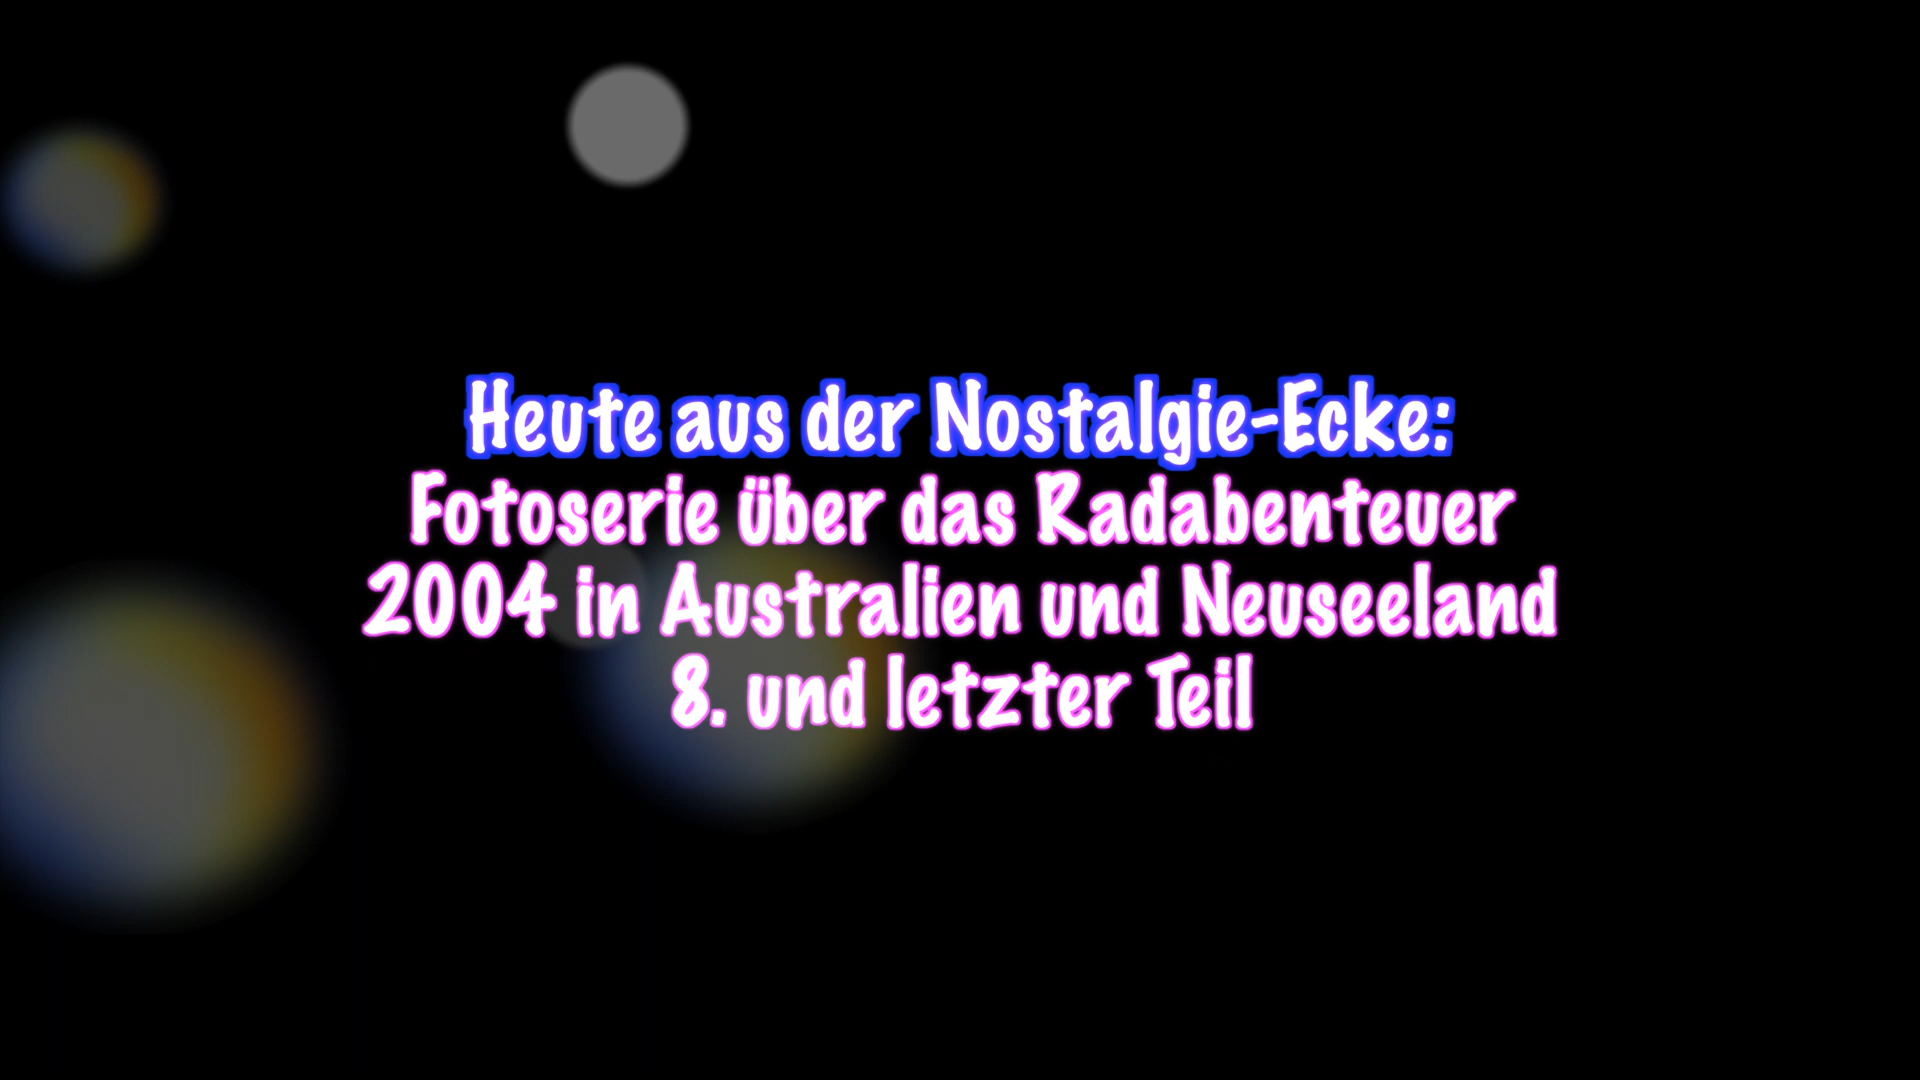 Heute aus der Nostalgie-Ecke:
Fotoserie über das Radabenteuer
2004 in Australien und Neuseeland
8. und letzter Teil